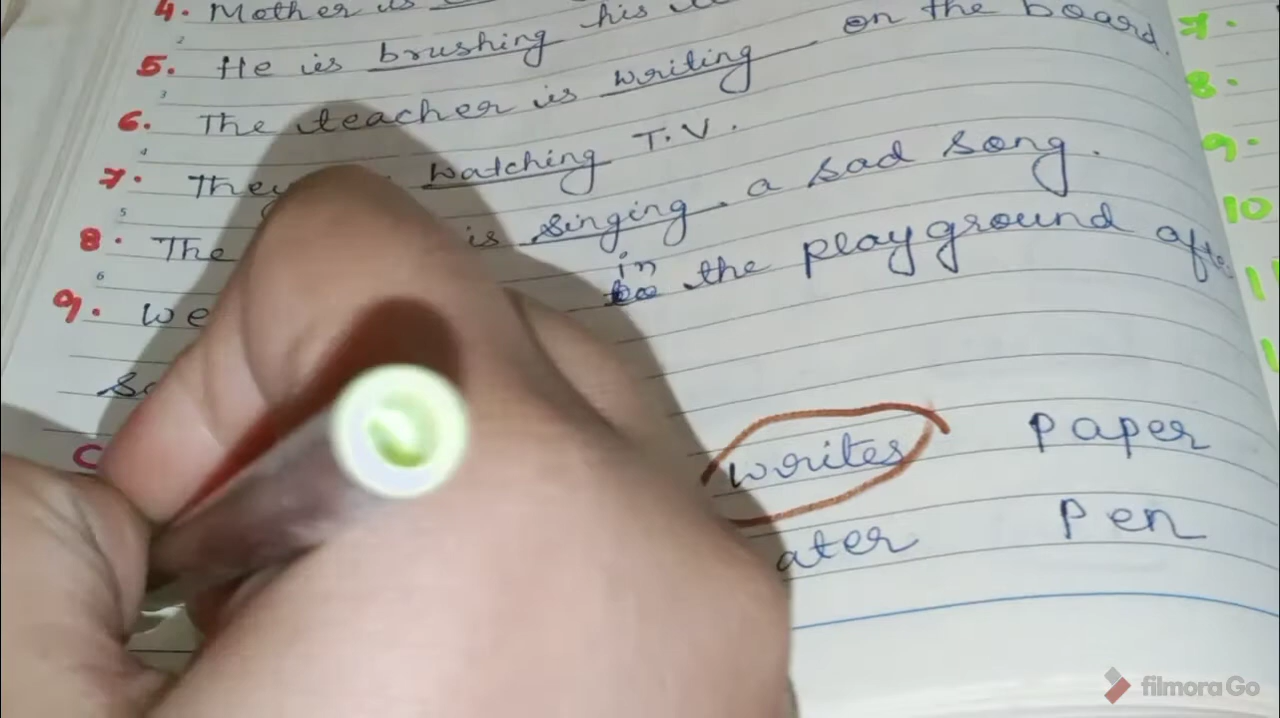 4. Mother is
5. He is brushing his
6. The teacher is writing on the board.
7. They watching T.V.
8. The is singing a sad song.
9. We in the playground
C writes paper
ater pen
7.
8.
9.
10
filmora Go